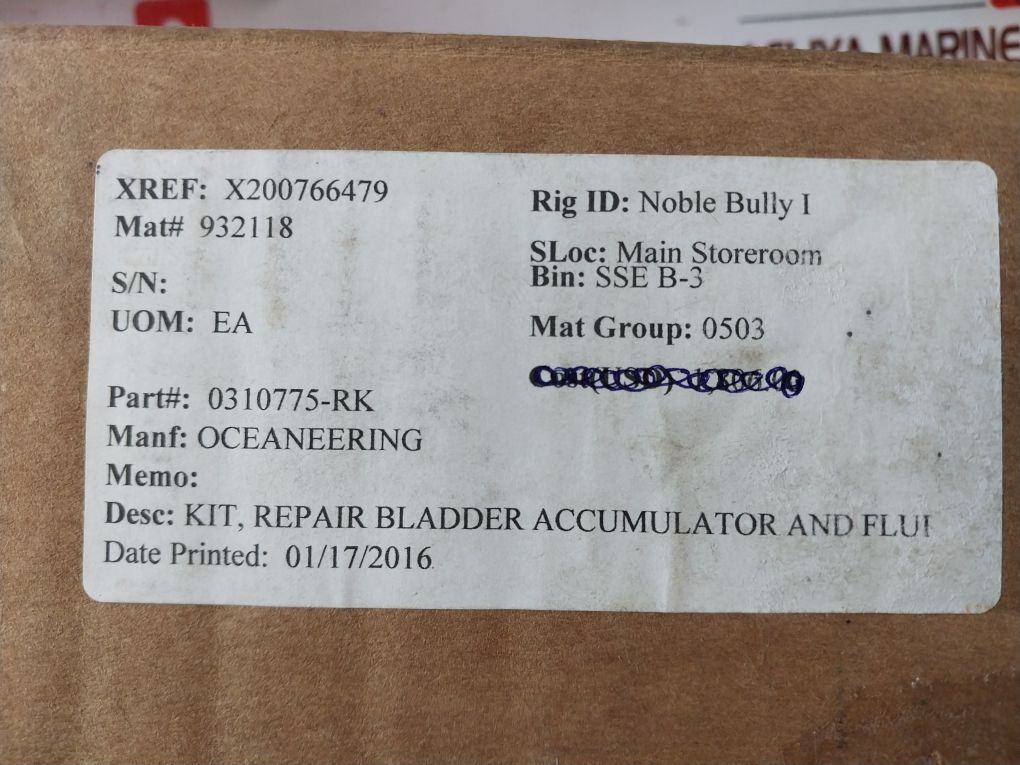 MARINE
XREF: X200766479
Mat# 932118
S/N:
UOM: EA
Part#: 0310775-RK
Manf: OCEANEERING
Memo:
Desc: KIT, REPAIR BLADDER ACCUMULATOR AND FLUI
Date Printed: 01/17/2016
Rig ID: Noble Bully I
SLoc: Main Storeroom
Bin: SSE B-3
Mat Group: 0503